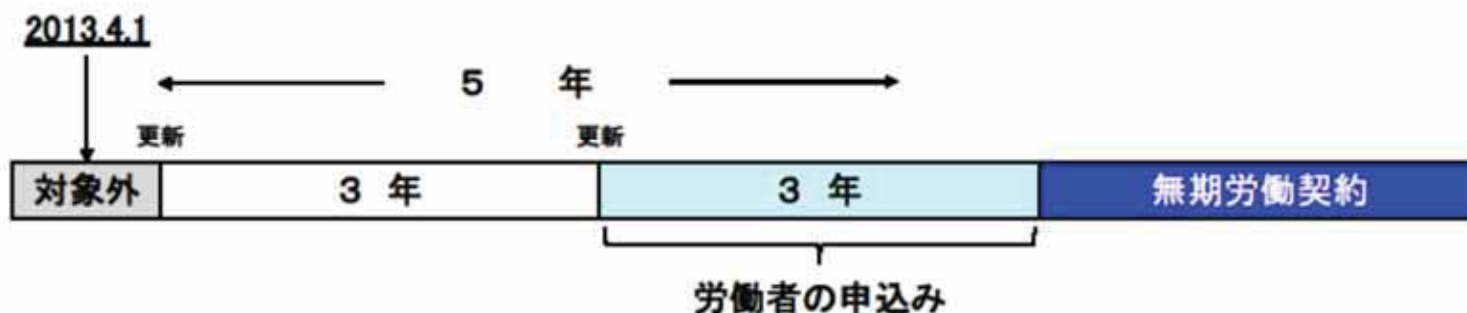 2013.4.1
5 年
更新 更新
対象外 3 年 3 年 無期労働契約
労働者の申込み